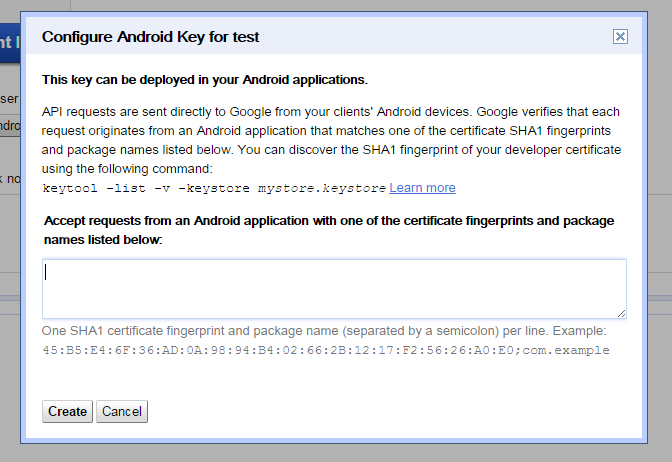 Configure Android Key for test
This key can be deployed in your Android applications.
API requests are sent directly to Google from your clients' Android devices. Google verifies that each
request originates from an Android application that matches one of the certificate SHA1 fingerprints
and package names listed below. You can discover the SHA1 fingerprint of your developer certificate
using the following command:
keytool -list -v -keystore mystore.keystore Learn more
Accept requests from an Android application with one of the certificate fingerprints and package
names listed below:
One SHA1 certificate fingerprint and package name (separated by a semicolon) per line. Example:
45:B5:E4:6F:36:AD:0A:98:94:B4:02:66:2B:12:17:F2:56:26:A0:E0;com.example
Create Cancel